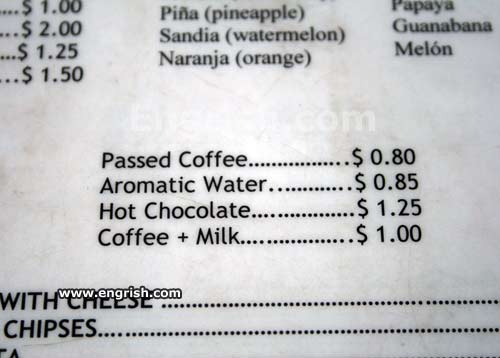 $ 1.00
...$ 2.00
....$ 1.25
..$ 1.50
Piña (pineapple)
Sandia (watermelon)
Naranja (orange)
Papaya
Guanabana
Melón
Engrish.com
Passed Coffee..................$ 0.80
Aromatic Water..............$ 0.85
Hot Chocolate...................$ 1.25
Coffee + Milk....................$ 1.00
www.engrish.com
WITH CHEESE ..........................................
CHIPSES.....................................................